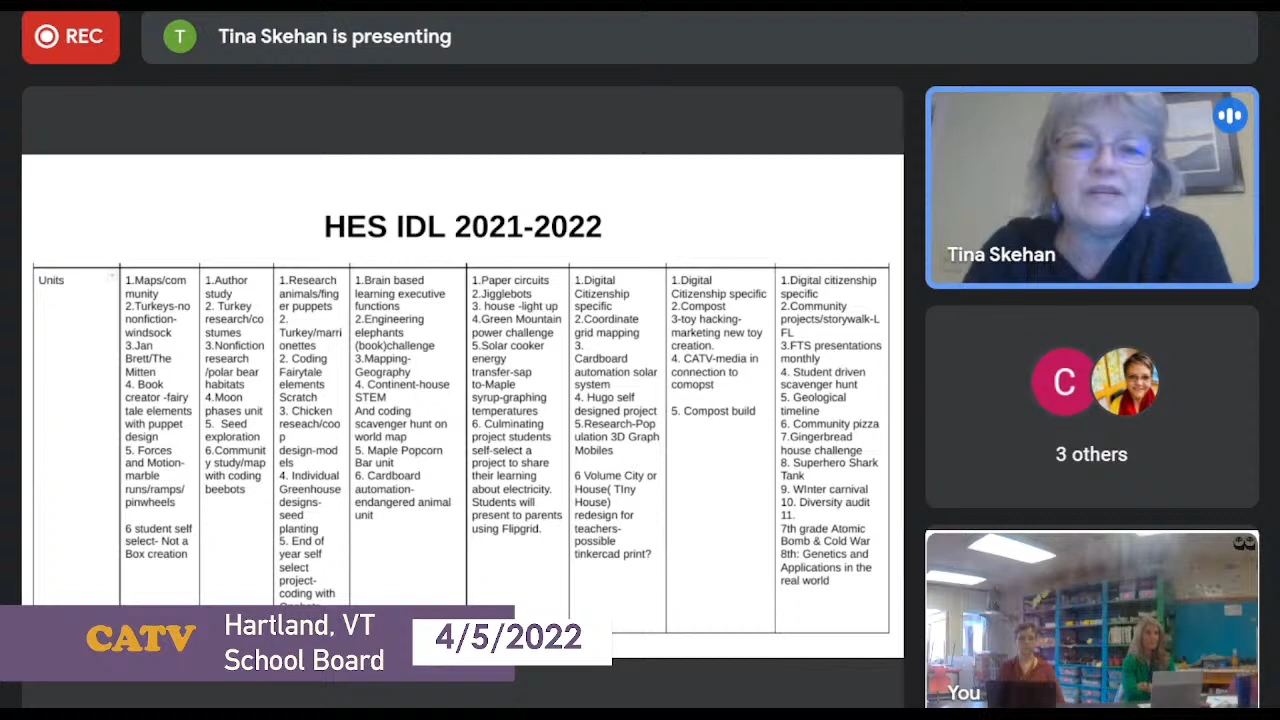 REC
T
Tina Skehan is presenting
HES IDL 2021-2022
Units
1.Maps/com
munity
2.Turkeys-no
nonfiction-
windsock
3.Jan
Brett/The
Mitten
4. Book
creator -fairy
tale elements
with puppet
design
5. Forces
and Motion-
marble
runs/ramps/
pinwheels
6 student self
select- Not a
Box creation
1.Author
study
2. Turkey
research/co
stumes
3.Nonfiction
research
/polar bear
habitats
4.Moon
phases unit
5. Seed
exploration
6.Communit
y study/map
with coding
beebots
1.Research
animals/fing
er puppets
2.
Turkey/marri
onettes
2. Coding
Fairytale
elements
Scratch
3. Chicken
reseach/coo
p
design-mod
els
4. Individual
Greenhouse
designs-
seed
planting
5. End of
year self
select
project-
coding with
1.Brain based
learning executive
functions
2.Engineering
elephants
(book)challenge
3.Mapping-
Geography
4. Continent-house
STEM
And coding
scavenger hunt on
world map
5. Maple Popcorn
Bar unit
6. Cardboard
automation-
endangered animal
unit
1.Paper circuits
2.Jigglebots
3. house -light up
4.Green Mountain
power challenge
5.Solar cooker
energy
transfer-sap
to-Maple
syrup-graphing
temperatures
6. Culminating
project students
self-select a
project to share
their learning
about electricity.
Students will
present to parents
using Flipgrid.
1.Digital
Citizenship
specific
2.Coordinate
grid mapping
3.
Cardboard
automation solar
system
4. Hugo self
designed project
5.Research-Pop
ulation 3D Graph
Mobiles
6 Volume City or
House( TIny
House)
redesign for
teachers-
possible
tinkercad print?
1.Digital
Citizenship specific
2.Compost
3-toy hacking-
marketing new toy
creation.
4. CATV-media in
connection to
comopst
5. Compost build
1.Digital citizenship
specific
2.Community
projects/storywalk-L
FL
3.FTS presentations
monthly
4. Student driven
scavenger hunt
5. Geological
timeline
6. Community pizza
7.Gingerbread
house challenge
8. Superhero Shark
Tank
9. WInter carnival
10. Diversity audit
11.
7th grade Atomic
Bomb & Cold War
8th: Genetics and
Applications in the
real world
Tina Skehan
C
3 others
You
CATV
Hartland, VT
School Board
4/5/2022